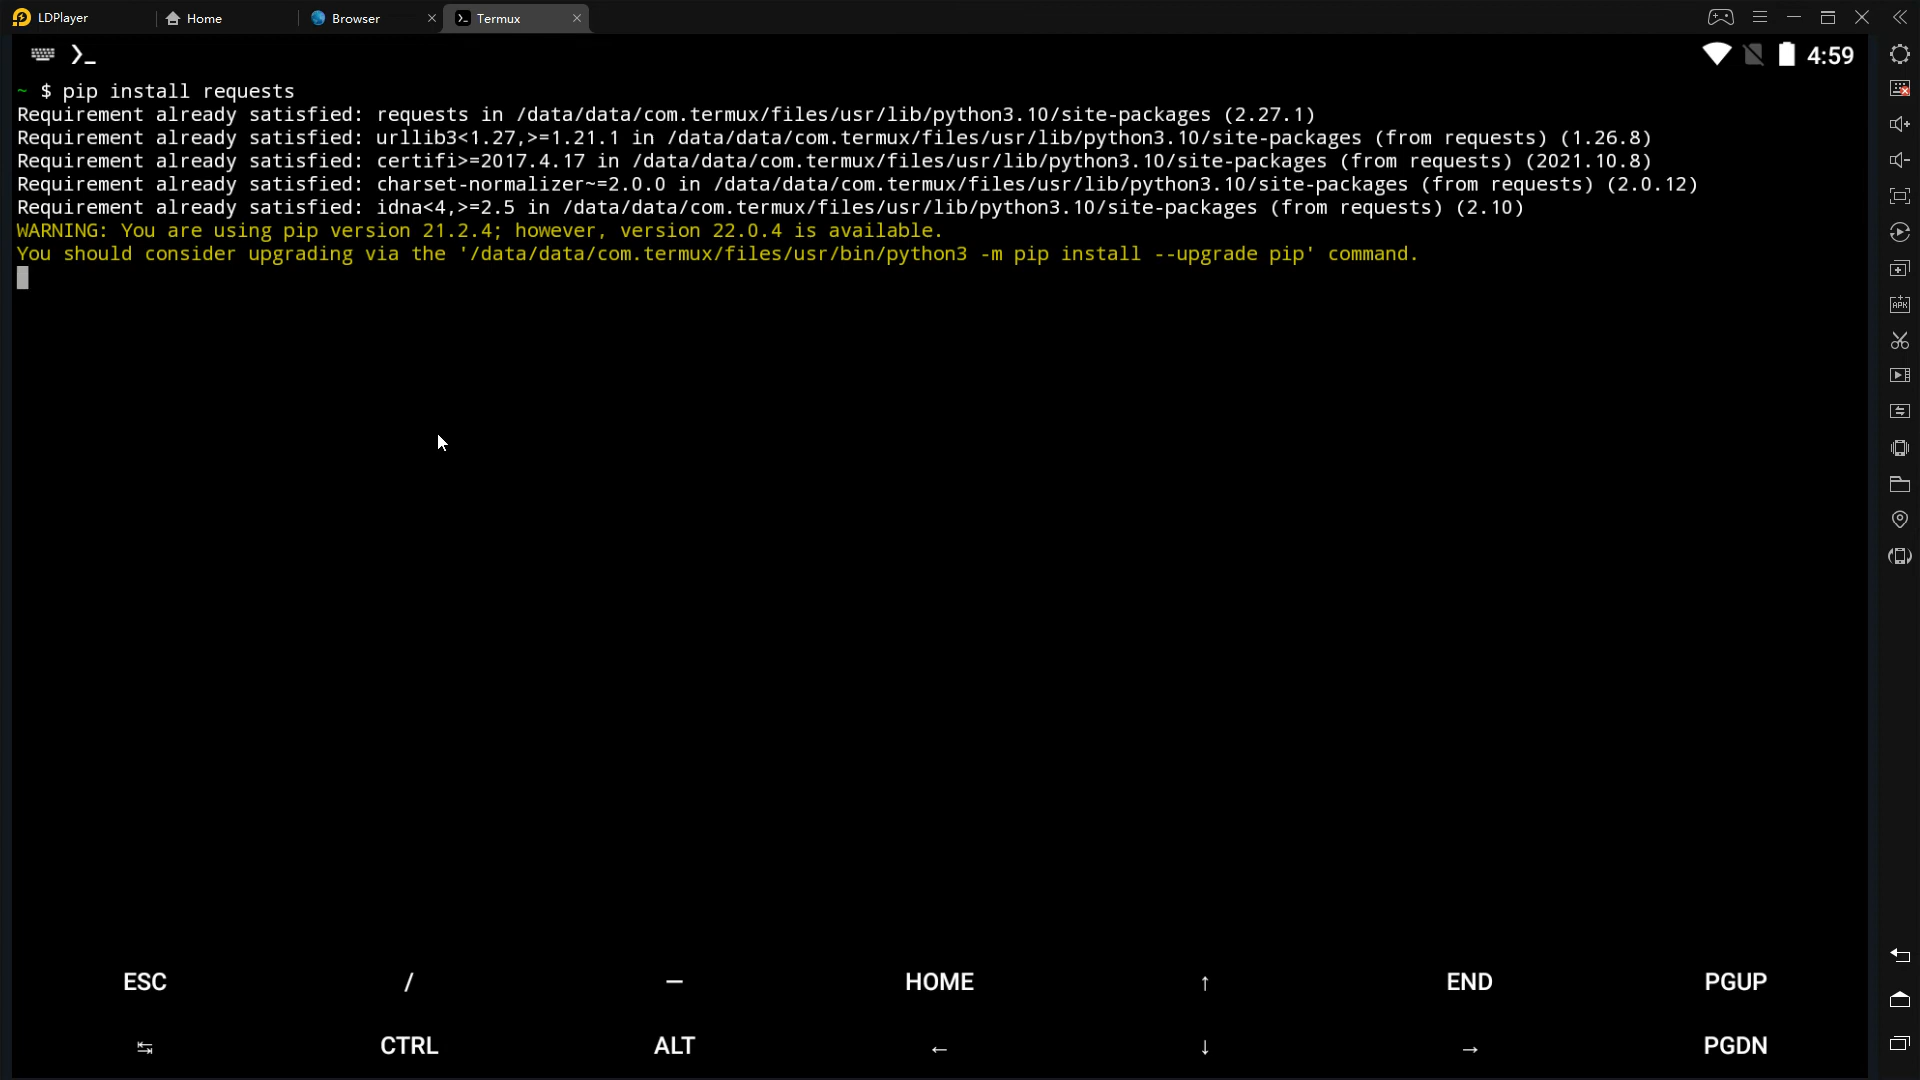 LDPlayer
Home
Browser
Termux
4:59
~ $ pip install requests
Requirement already satisfied: requests in /data/data/com.termux/files/usr/lib/python3.10/site-packages (2.27.1)
Requirement already satisfied: urllib3<1.27,>=1.21.1 in /data/data/com.termux/files/usr/lib/python3.10/site-packages (from requests) (1.26.8)
Requirement already satisfied: certifi>=2017.4.17 in /data/data/com.termux/files/usr/lib/python3.10/site-packages (from requests) (2021.10.8)
Requirement already satisfied: charset-normalizer~=2.0.0 in /data/data/com.termux/files/usr/lib/python3.10/site-packages (from requests) (2.0.12)
Requirement already satisfied: idna<4,>=2.5 in /data/data/com.termux/files/usr/lib/python3.10/site-packages (from requests) (2.10)
WARNING: You are using pip version 21.2.4; however, version 22.0.4 is available.
You should consider upgrading via the '/data/data/com.termux/files/usr/bin/python3 -m pip install --upgrade pip' command.
APK
ESC / — HOME ↑ END PGUP
↹ CTRL ALT ← ↓ → PGDN